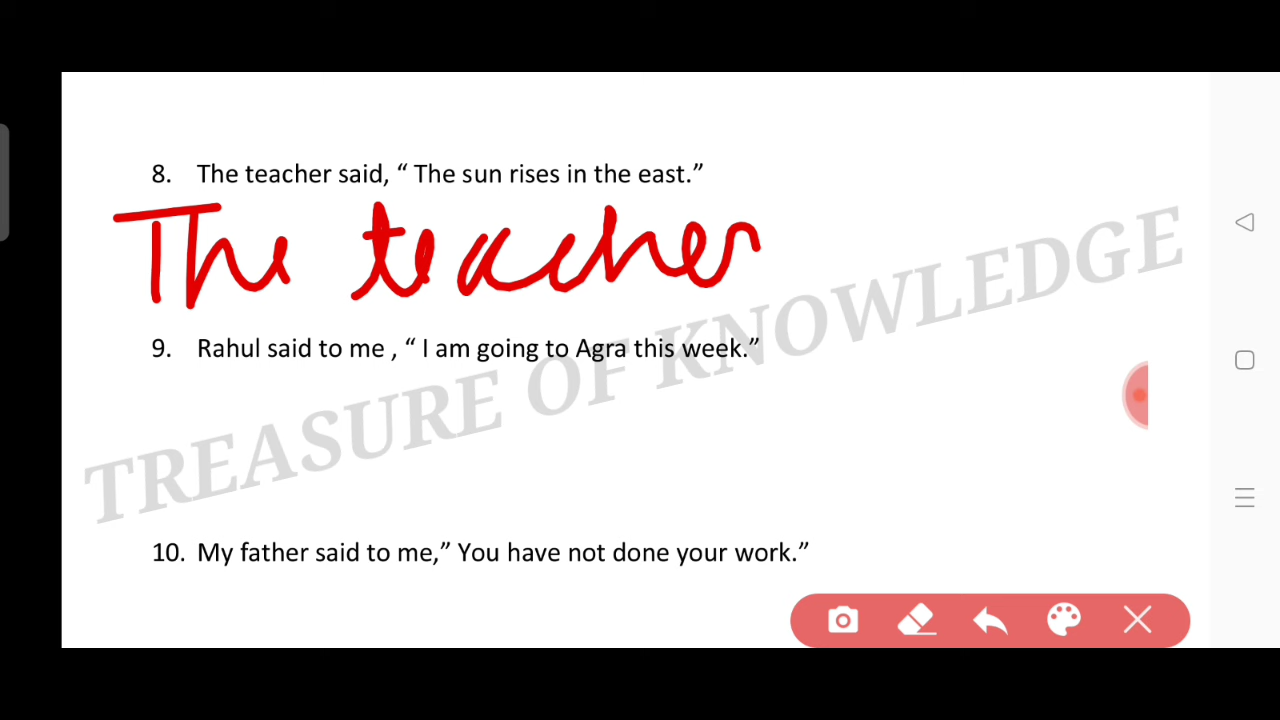 8. The teacher said, “ The sun rises in the east.”
The teacher
9. Rahul said to me , “ I am going to Agra this week.”
TREASURE OF KNOWLEDGE
10. My father said to me,” You have not done your work.”